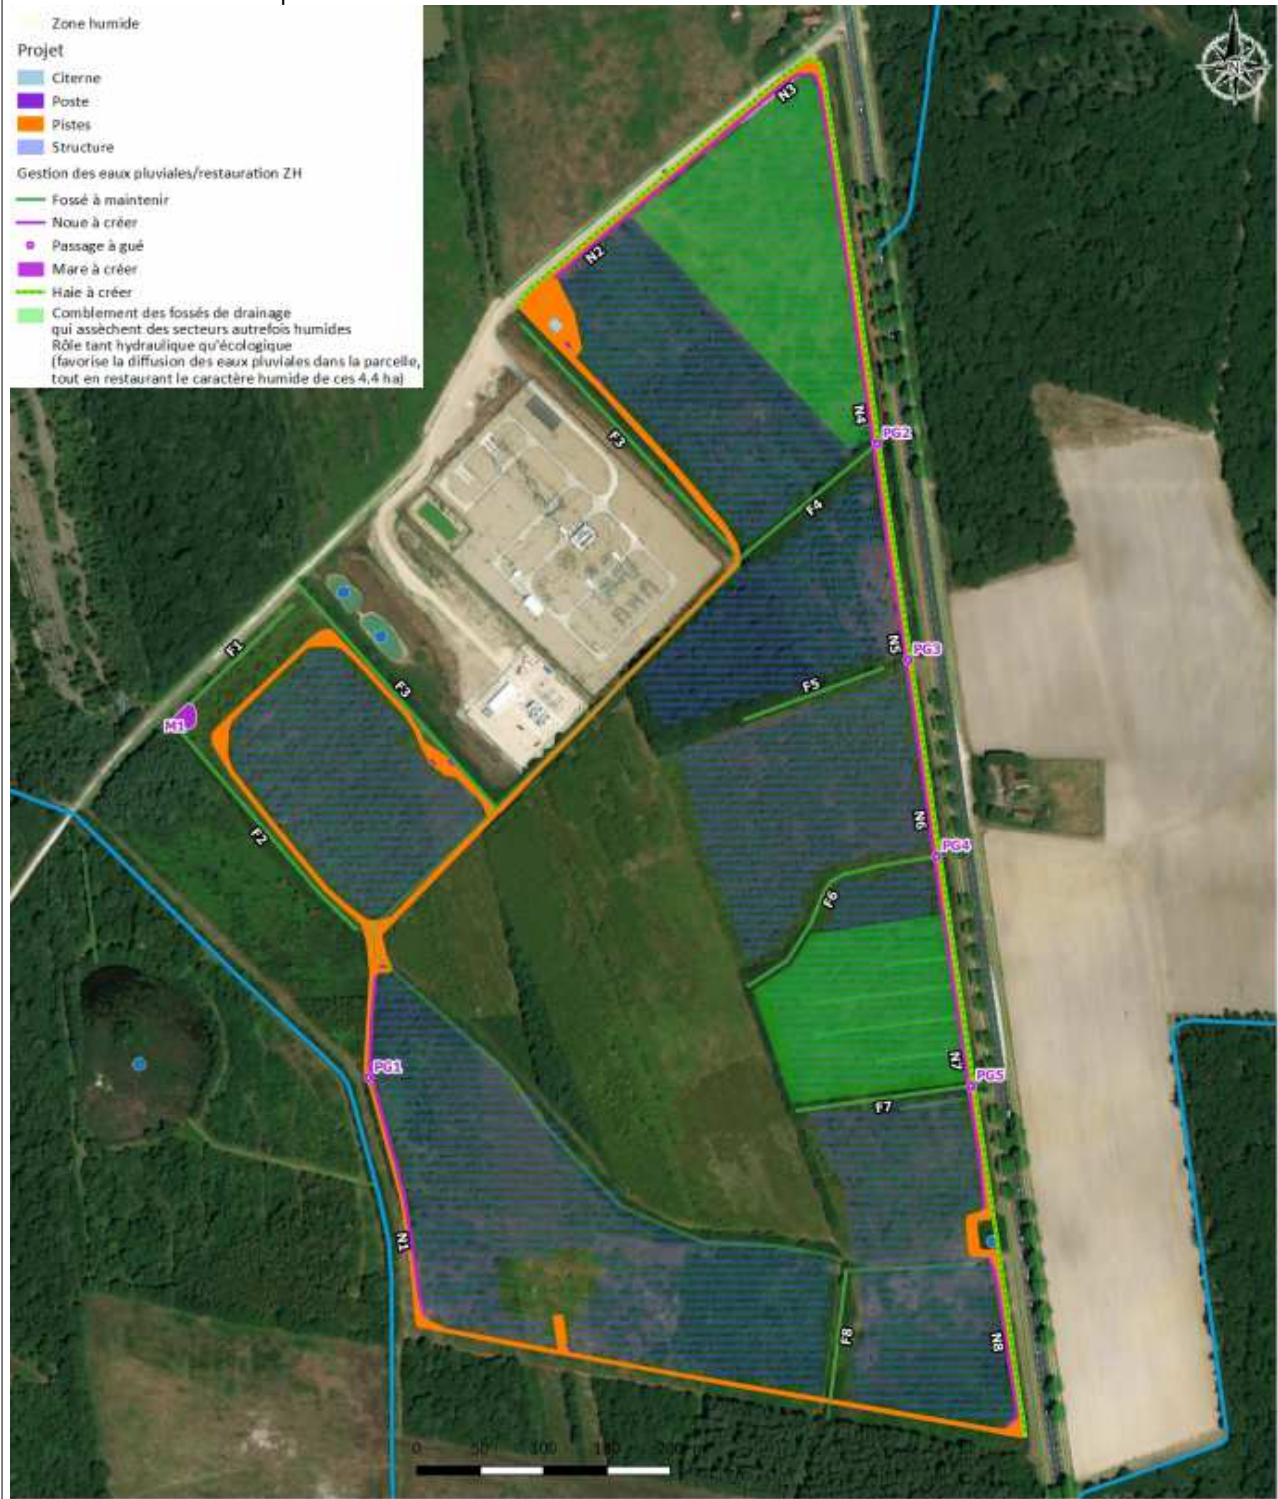 Zone humide
Projet
Citerne
Poste
Pistes
Structure
Gestion des eaux pluviales/restauration ZH
Fossé à maintenir
Noue à créer
Passage à gué
Mare à créer
Haie à créer
Comblement des fossés de drainage
qui assèchent des secteurs autrefois humides
Rôle tant hydraulique qu'écologique
(favorise la diffusion des eaux pluviales dans la parcelle,
tout en restaurant le caractère humide de ces 4,4 ha)
N
N3
N2
N4
PG2
F3
F4
N5
PG3
F1
F3
F5
M1
N6
F2
PG4
F6
N7
PG1
PG5
F7
N1
F8
N8
0 50 100 150 200